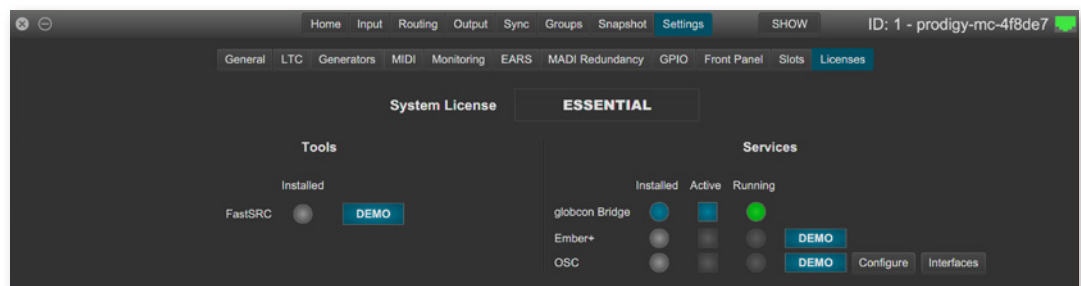 Home Input Routing Output Sync Groups Snapshot Settings SHOW ID: 1 - prodigy-mc-4f8de7
General LTC Generators MIDI Monitoring EARS MADI Redundancy GPIO Front Panel Slots Licenses
System License ESSENTIAL
Tools Services
Installed Installed Active Running
FastSRC DEMO globcon Bridge
Ember+ DEMO
OSC DEMO Configure Interfaces